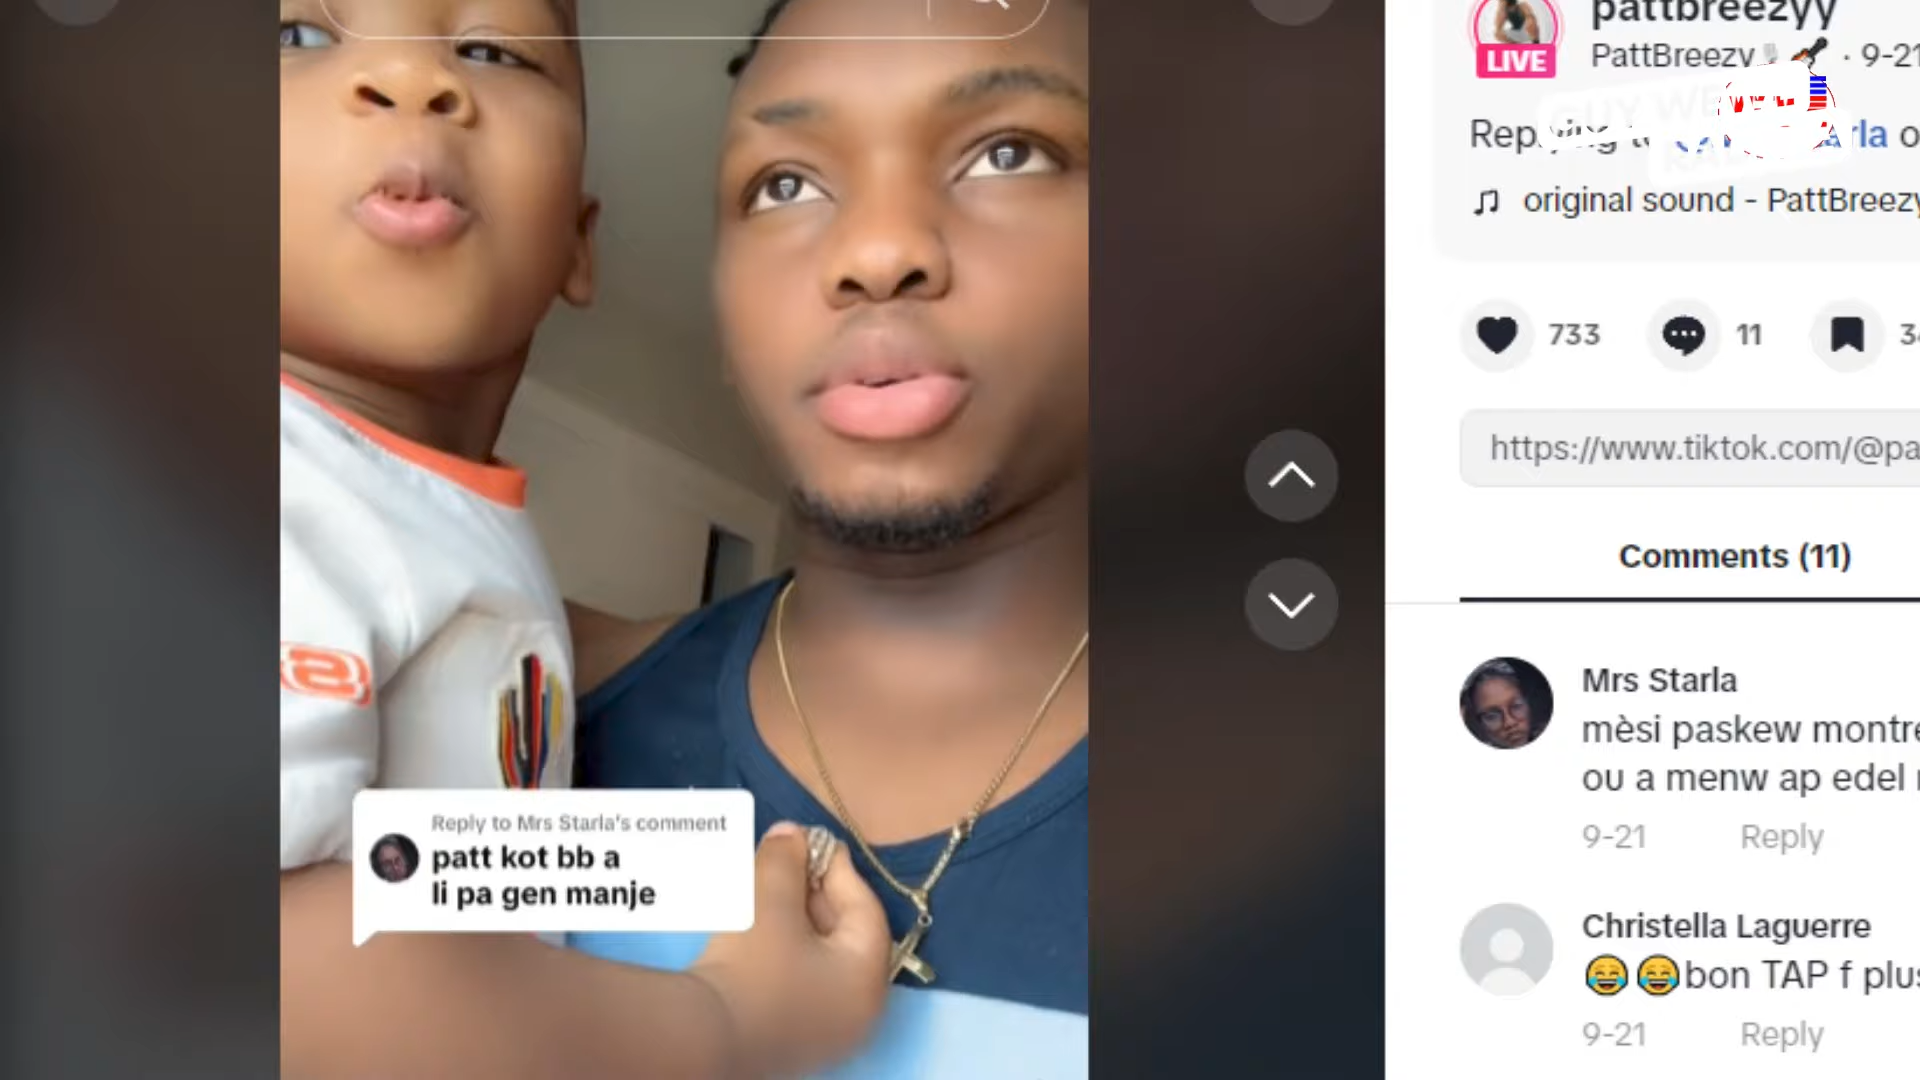 pattbreezyy
LIVE
PattBreezy · 9-21
original sound - PattBreezy
733
11
https://www.tiktok.com/@pa
Comments (11)
Mrs Starla
mèsi paskew montre
ou a menw ap edel
9-21 Reply
Christella Laguerre
😂😂bon TAP f plus
9-21 Reply
Reply to Mrs Starla's comment
patt kot bb a
li pa gen manje